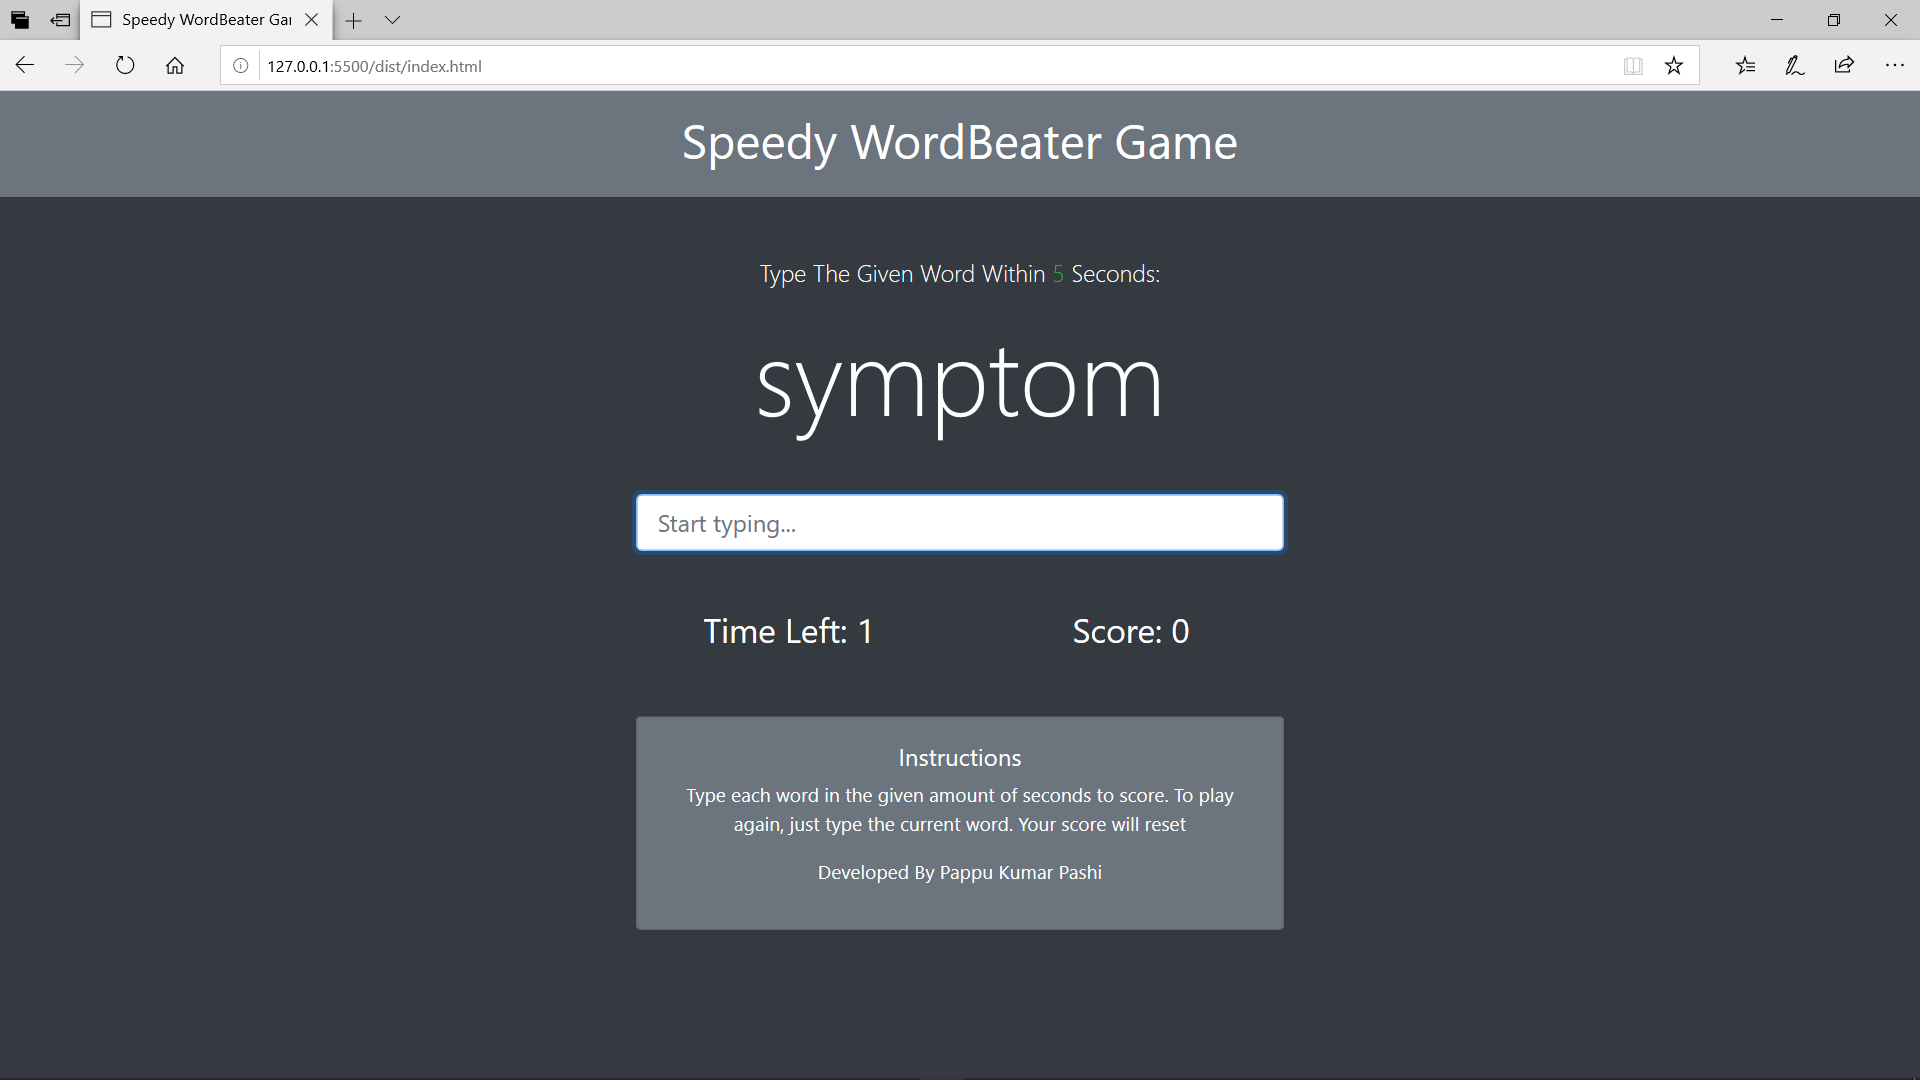 Speedy WordBeater Gar
127.0.0.1:5500/dist/index.html
Speedy WordBeater Game
Type The Given Word Within 5 Seconds:
symptom
Start typing...
Time Left: 1
Score: 0
Instructions
Type each word in the given amount of seconds to score. To play
again, just type the current word. Your score will reset
Developed By Pappu Kumar Pashi